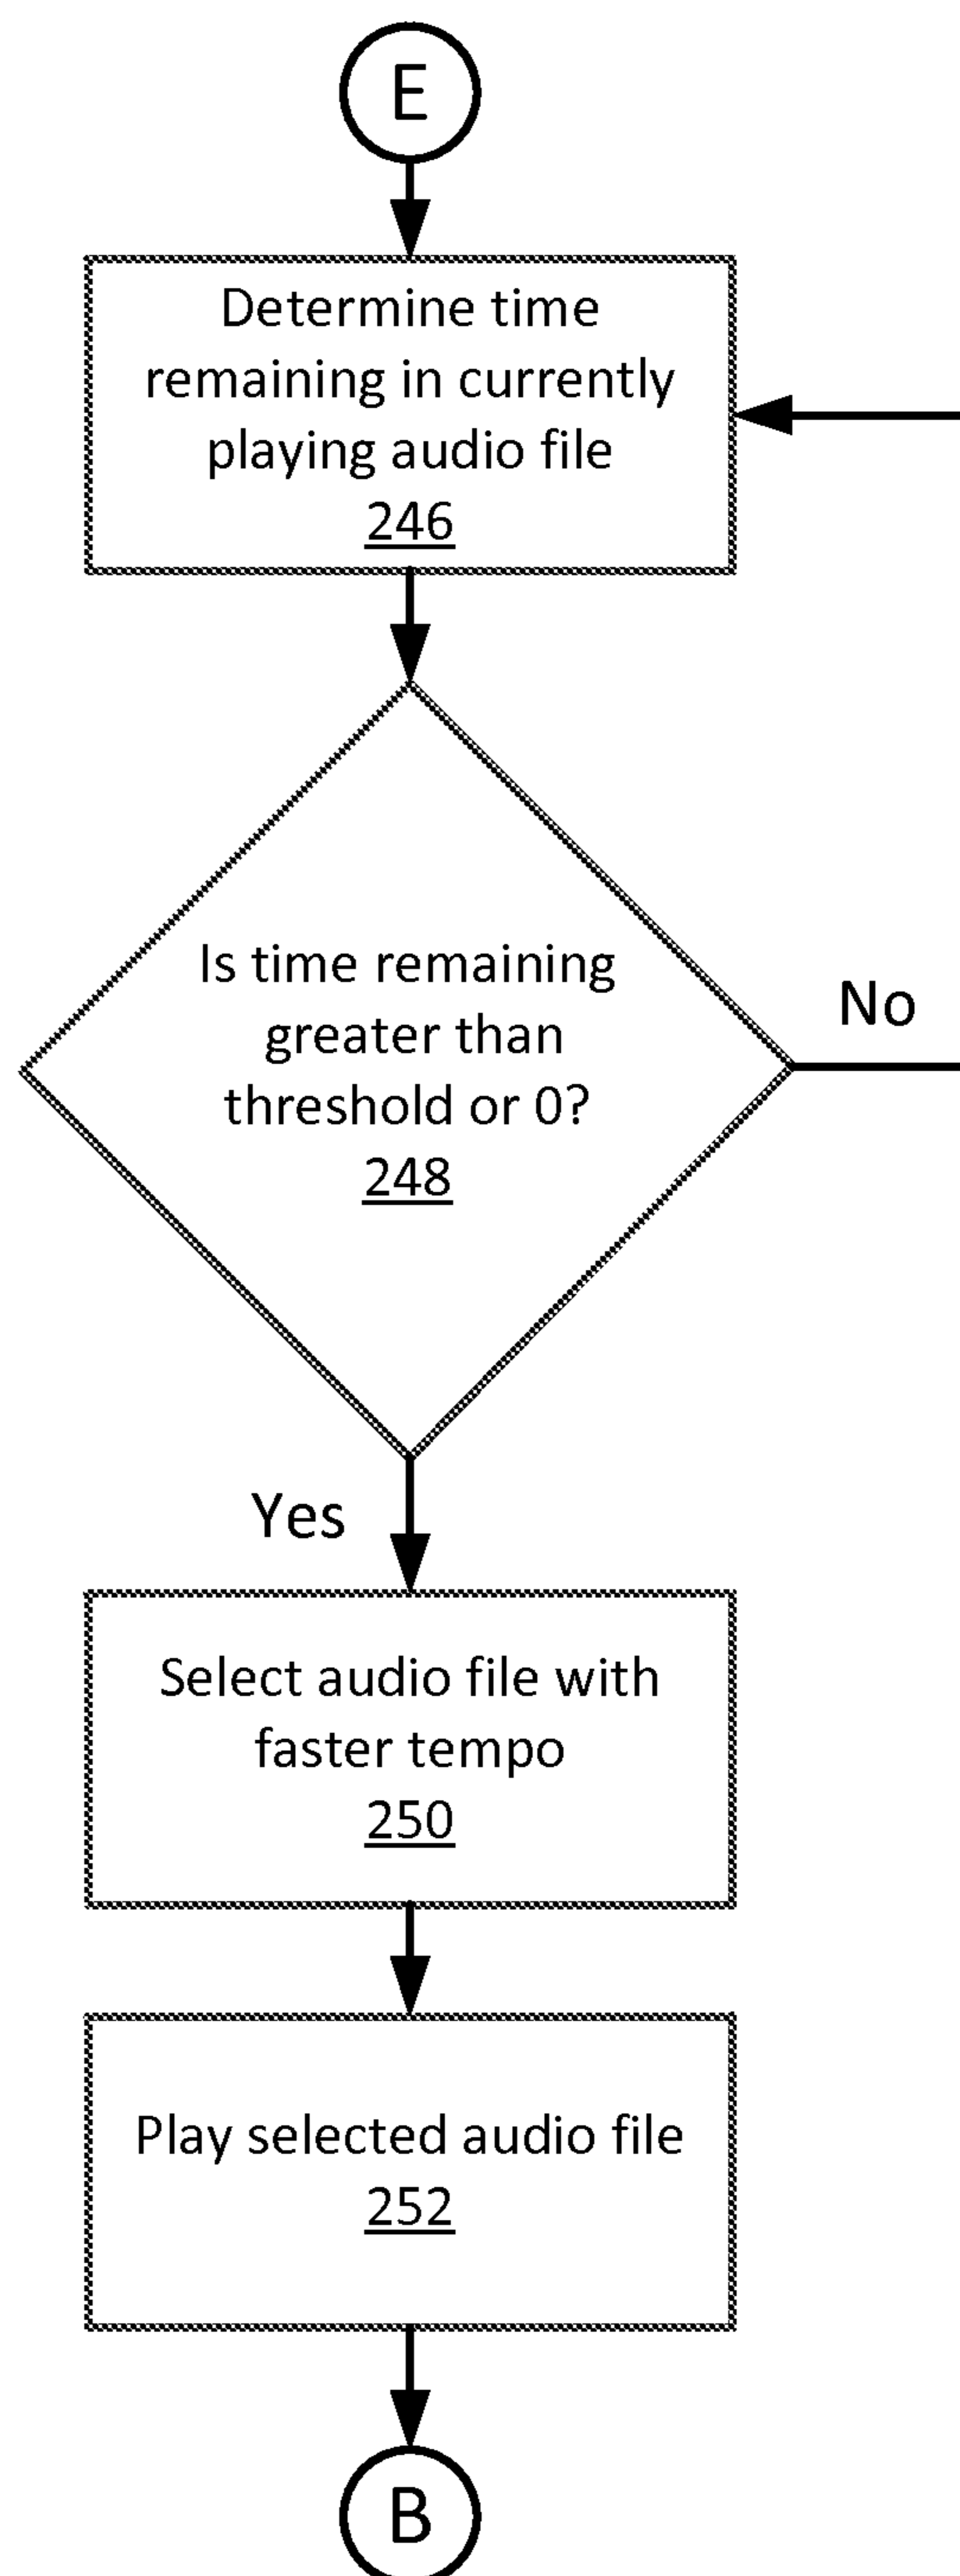 E
Determine time
remaining in currently
playing audio file
246
Is time remaining
greater than
threshold or 0?
248
No
Yes
Select audio file with
faster tempo
250
Play selected audio file
252
B